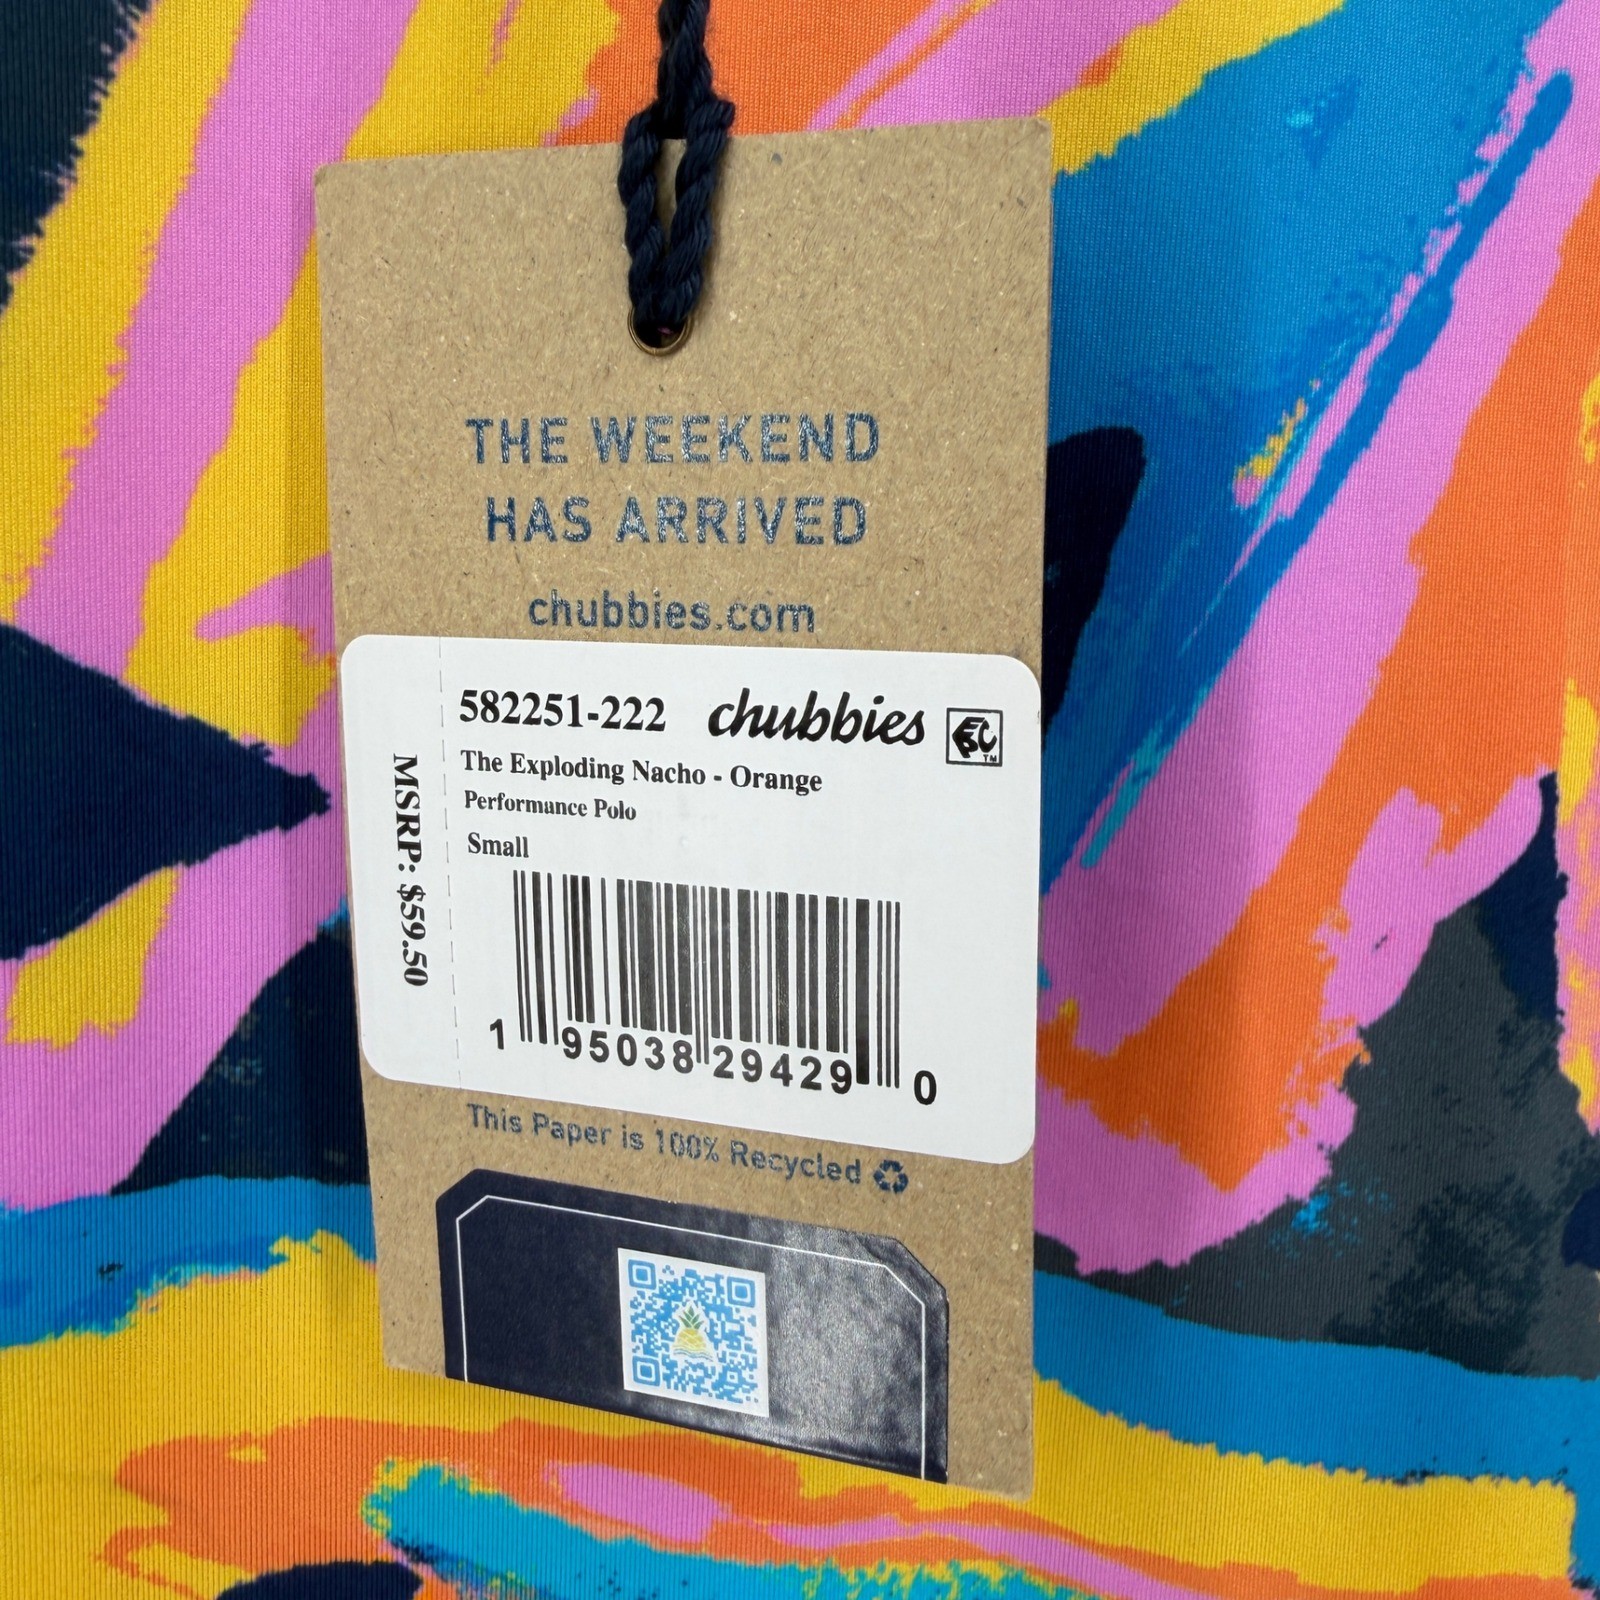 THE WEEKEND
HAS ARRIVED
chubbies.com
582251-222 chubbies
The Exploding Nacho - Orange
Performance Polo
Small
MSRP: $59.50
1 95038 29429 0
This Paper is 100% Recycled